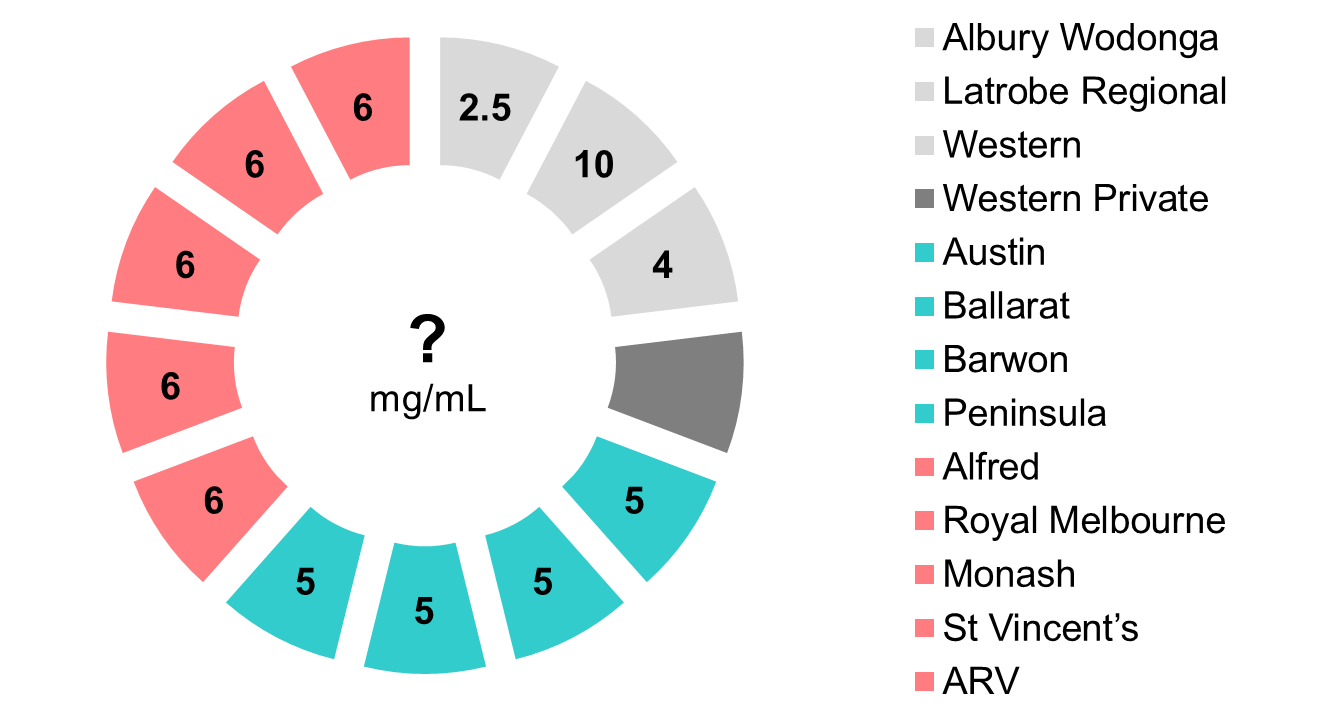 2.5
10
4
5
5
5
5
6
6
6
6
6
?
mg/mL
Albury Wodonga
Latrobe Regional
Western
Western Private
Austin
Ballarat
Barwon
Peninsula
Alfred
Royal Melbourne
Monash
St Vincent’s
ARV